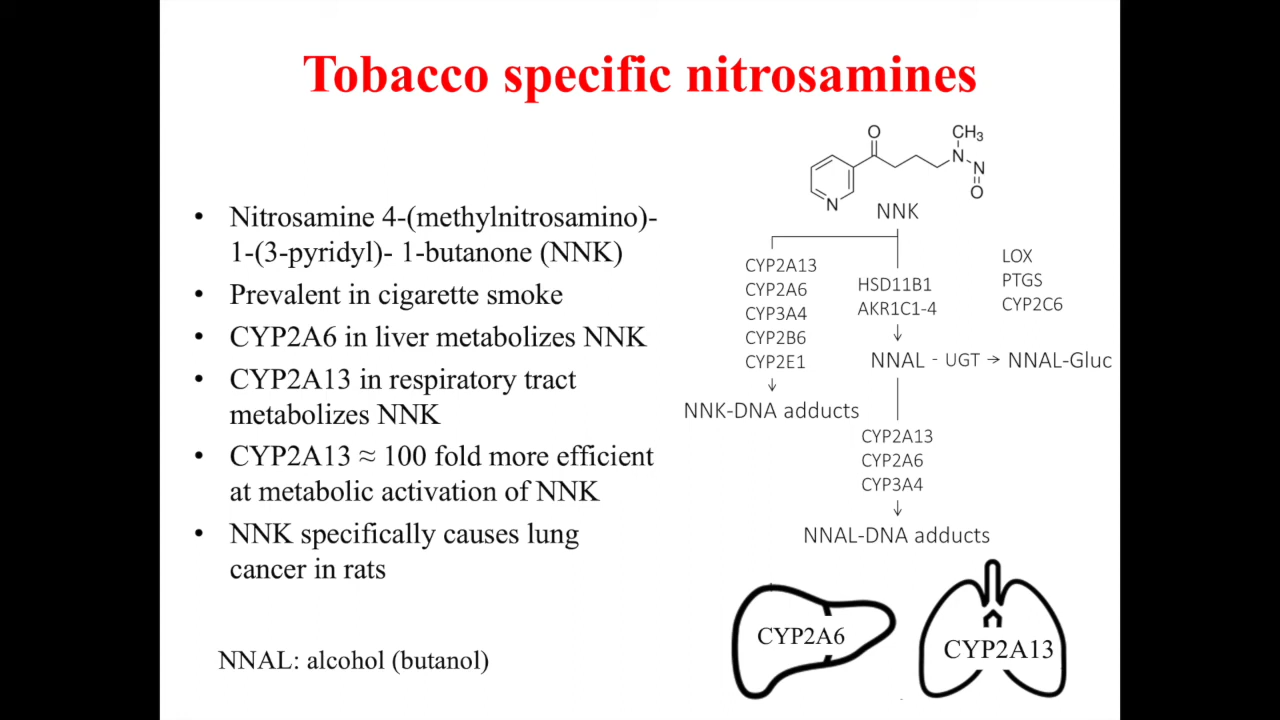 Tobacco specific nitrosamines
• Nitrosamine 4-(methylnitrosamino)-
1-(3-pyridyl)- 1-butanone (NNK)
• Prevalent in cigarette smoke
• CYP2A6 in liver metabolizes NNK
• CYP2A13 in respiratory tract
metabolizes NNK
• CYP2A13 ≈ 100 fold more efficient
at metabolic activation of NNK
• NNK specifically causes lung
cancer in rats
NNAL: alcohol (butanol)
O
CH₃
N
N
O
N
NNK
CYP2A13
CYP2A6
CYP3A4
CYP2B6
CYP2E1
NNK-DNA adducts
HSD11B1
AKR1C1-4
NNAL - UGT → NNAL-Gluc
LOX
PTGS
CYP2C6
CYP2A13
CYP2A6
CYP3A4
NNAL-DNA adducts
CYP2A6
CYP2A13